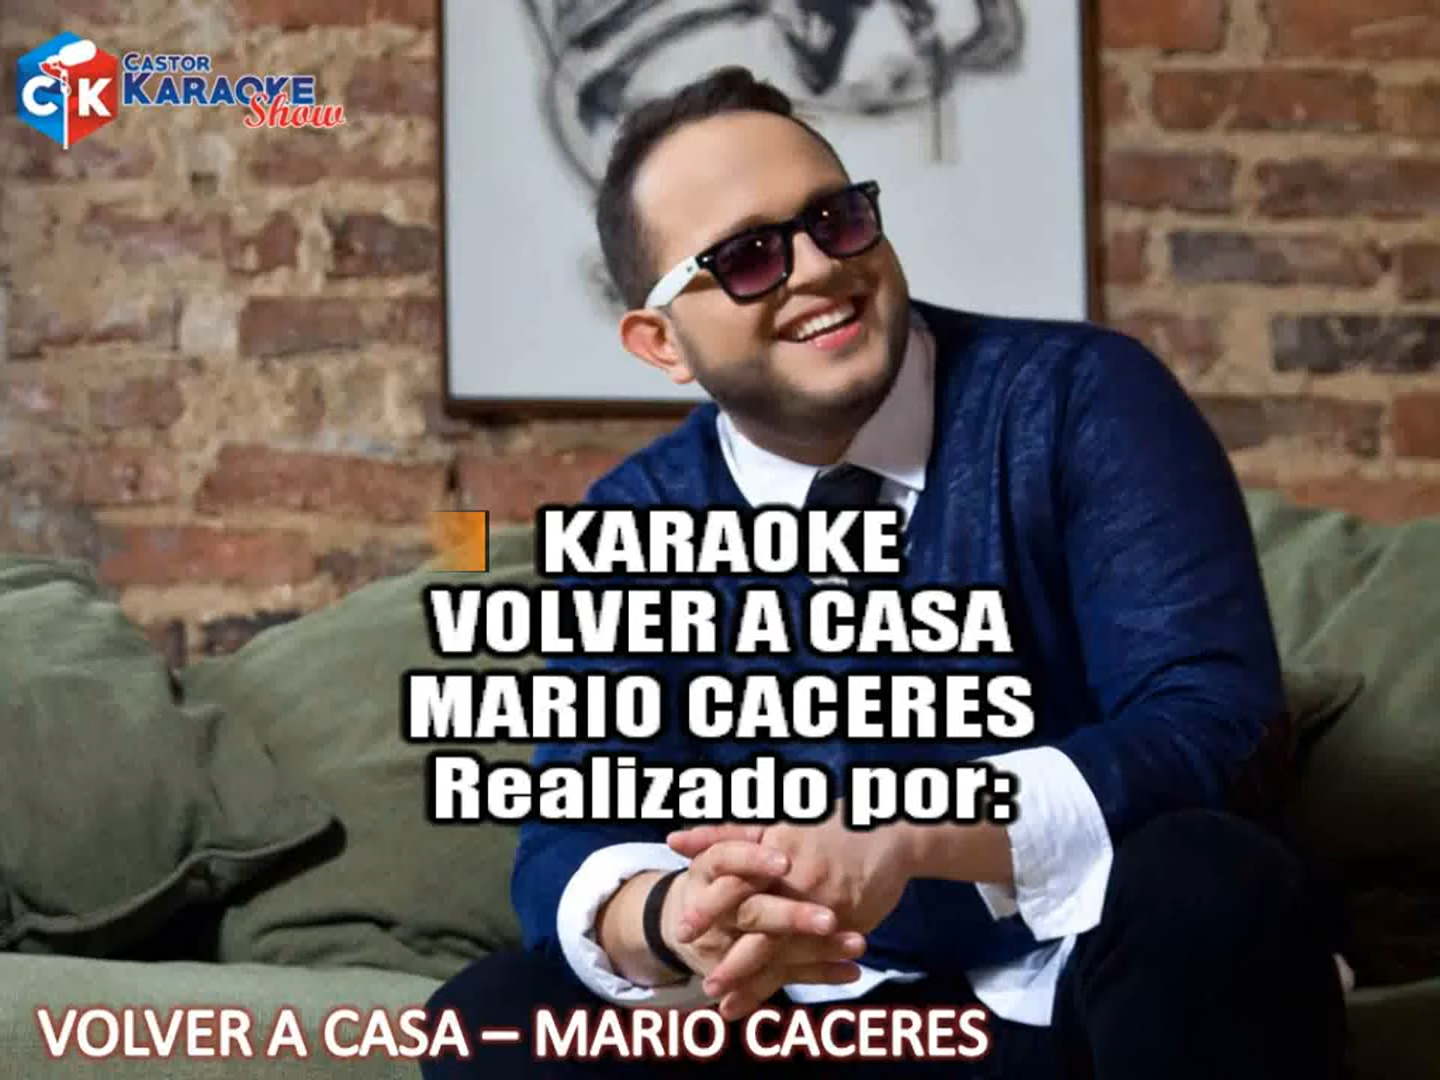 CASTOR
CK KARAOKE
Show
KARAOKE
VOLVER A CASA
MARIO CACERES
Realizado por:
VOLVER A CASA – MARIO CACERES